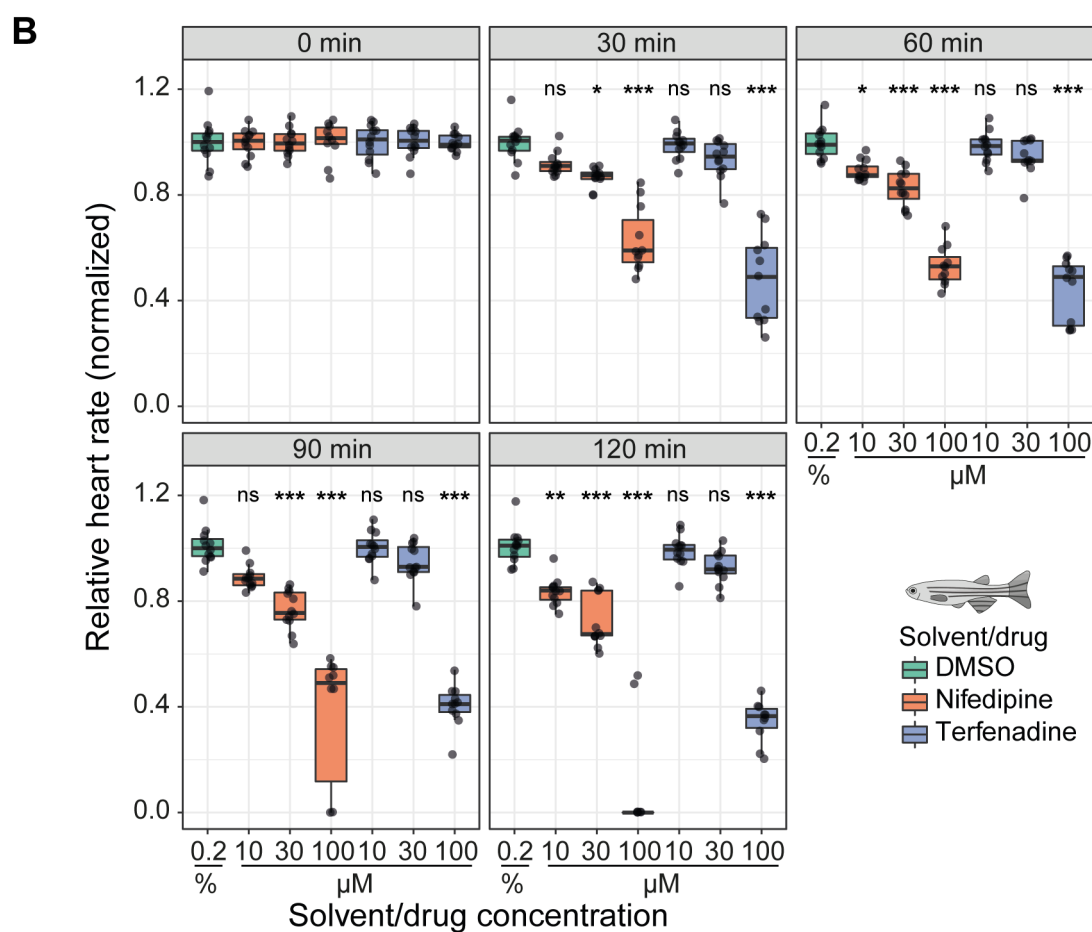 B
0 min
30 min
60 min
Relative heart rate (normalized)
1.2
0.8
0.4
0.0
ns * *** ns ns ***
* *** *** ns ns ***
0.2 10 30 100 10 30 100
% µM
90 min
120 min
1.2
0.8
0.4
0.0
ns *** *** ns ns ***
** *** *** ns ns ***
0.2 10 30 100 10 30 100
% µM
0.2 10 30 100 10 30 100
% µM
Solvent/drug concentration
Solvent/drug
DMSO
Nifedipine
Terfenadine